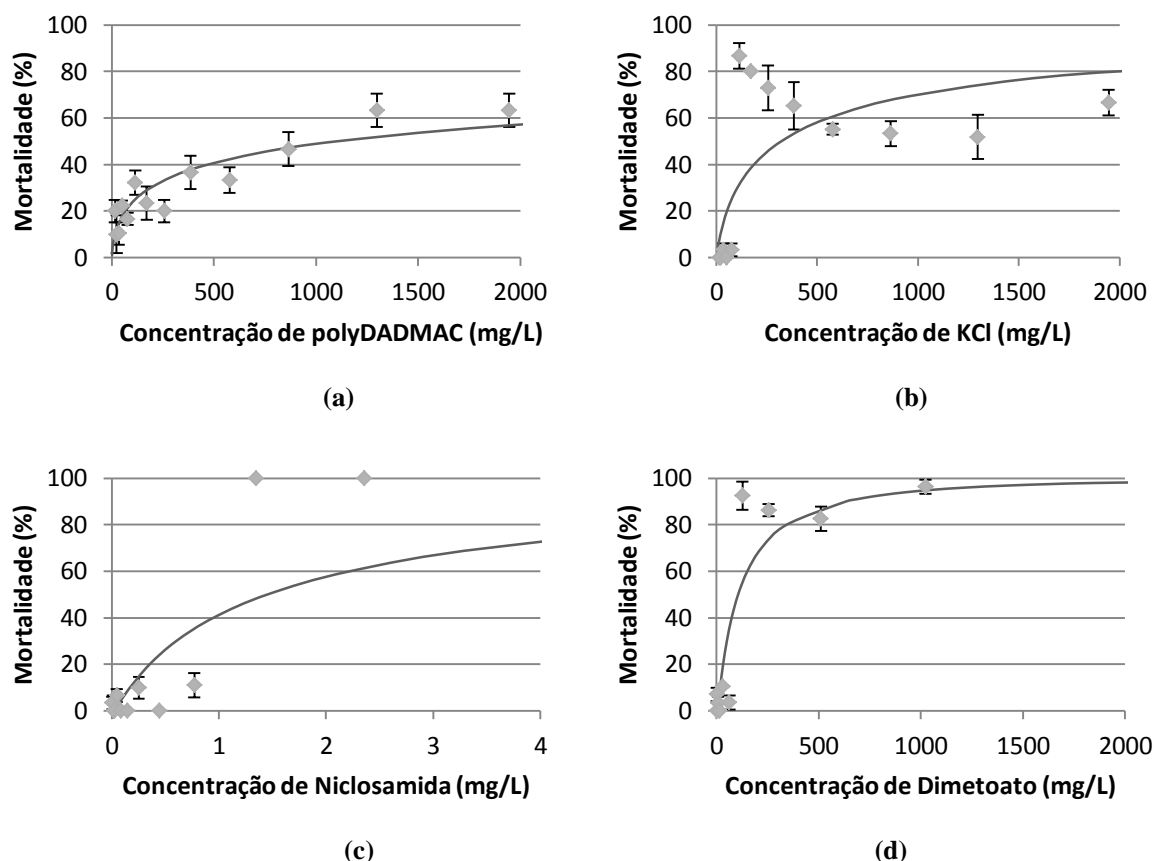 Mortalidade (%)
100
80
60
40
20
0
0 500 1000 1500 2000
Concentração de polyDADMAC (mg/L)
(a)
Mortalidade (%)
100
80
60
40
20
0
0 500 1000 1500 2000
Concentração de KCl (mg/L)
(b)
Mortalidade (%)
100
80
60
40
20
0
0 1 2 3 4
Concentração de Niclosamida (mg/L)
(c)
Mortalidade (%)
100
80
60
40
20
0
0 500 1000 1500 2000
Concentração de Dimetoato (mg/L)
(d)